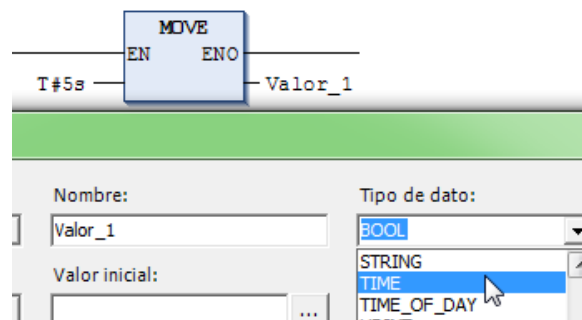 MOVE
EN ENO
T#5s Valor_1
Nombre: Tipo de dato:
Valor_1 BOOL
STRING
Valor inicial: TIME
... TIME_OF_DAY